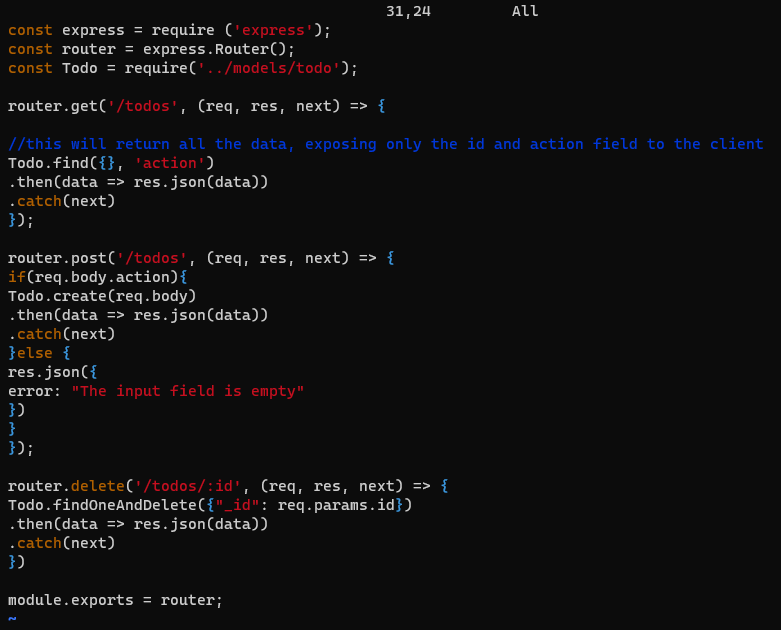 31,24 All
const express = require ('express');
const router = express.Router();
const Todo = require('../models/todo');
router.get('/todos', (req, res, next) => {
//this will return all the data, exposing only the id and action field to the client
Todo.find({}, 'action')
.then(data => res.json(data))
.catch(next)
});
router.post('/todos', (req, res, next) => {
if(req.body.action){
Todo.create(req.body)
.then(data => res.json(data))
.catch(next)
}else {
res.json({
error: "The input field is empty"
})
}
});
router.delete('/todos/:id', (req, res, next) => {
Todo.findOneAndDelete({"_id": req.params.id})
.then(data => res.json(data))
.catch(next)
})
module.exports = router;
~